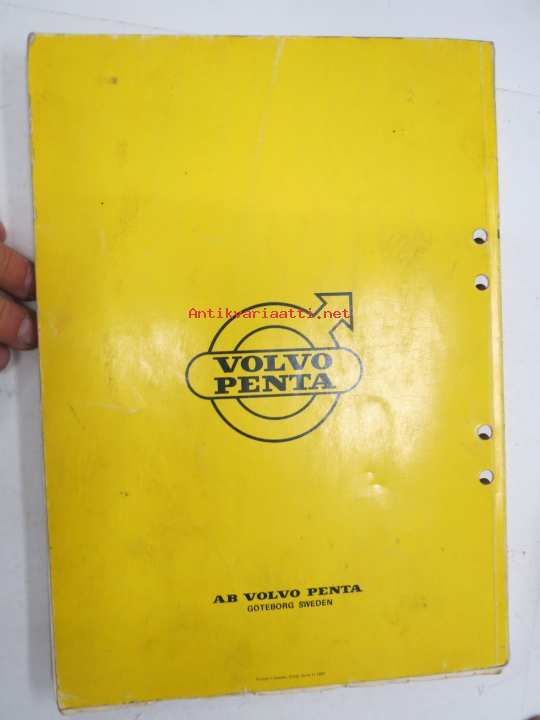 Antikvariaatti.net
VOLVO
PENTA
AB VOLVO PENTA
GÖTEBORG SWEDEN